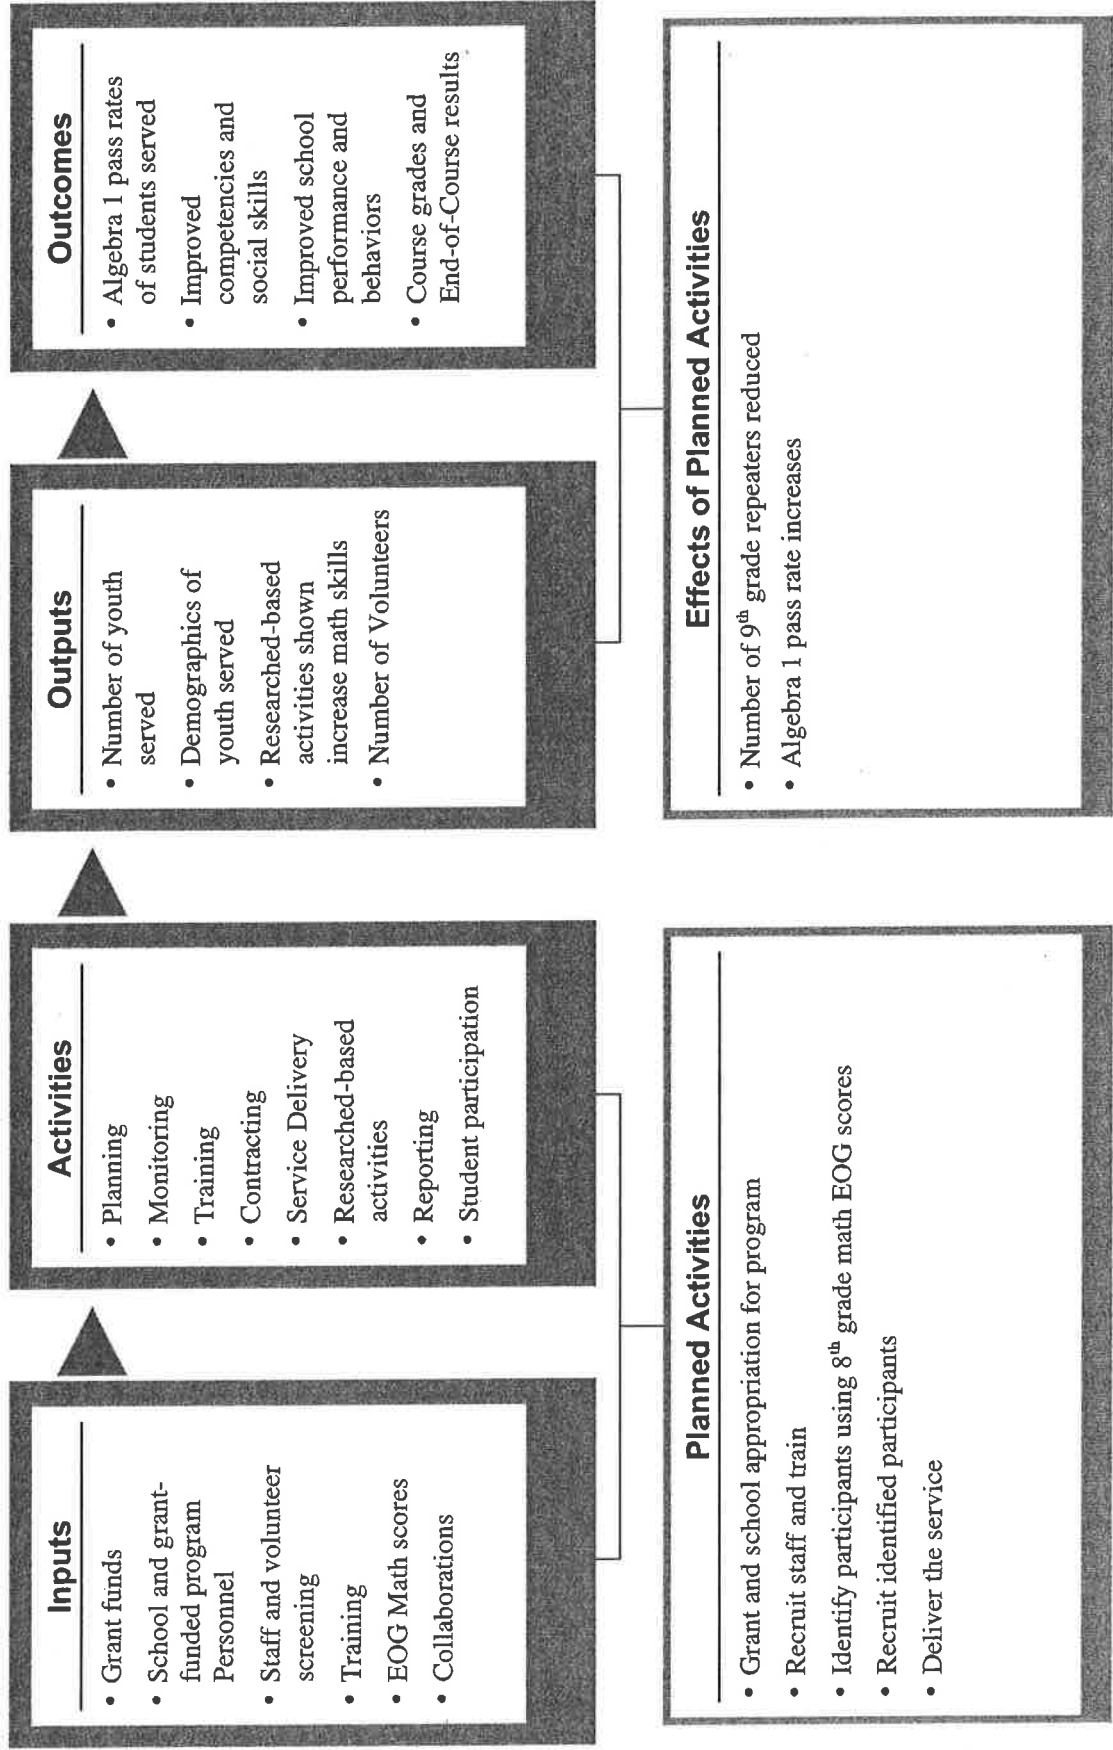 Inputs
• Grant funds
• School and grant-
funded program
Personnel
• Staff and volunteer
screening
• Training
• EOG Math scores
• Collaborations
Activities
• Planning
• Monitoring
• Training
• Contracting
• Service Delivery
• Researched-based
activities
• Reporting
• Student participation
Outputs
• Number of youth
served
• Demographics of
youth served
• Researched-based
activities shown
increase math skills
• Number of Volunteers
Outcomes
• Algebra 1 pass rates
of students served
• Improved
competencies and
social skills
• Improved school
performance and
behaviors
• Course grades and
End-of-Course results
Planned Activities
• Grant and school appropriation for program
• Recruit staff and train
• Identify participants using 8th grade math EOG scores
• Recruit identified participants
• Deliver the service
Effects of Planned Activities
• Number of 9th grade repeaters reduced
• Algebra 1 pass rate increases